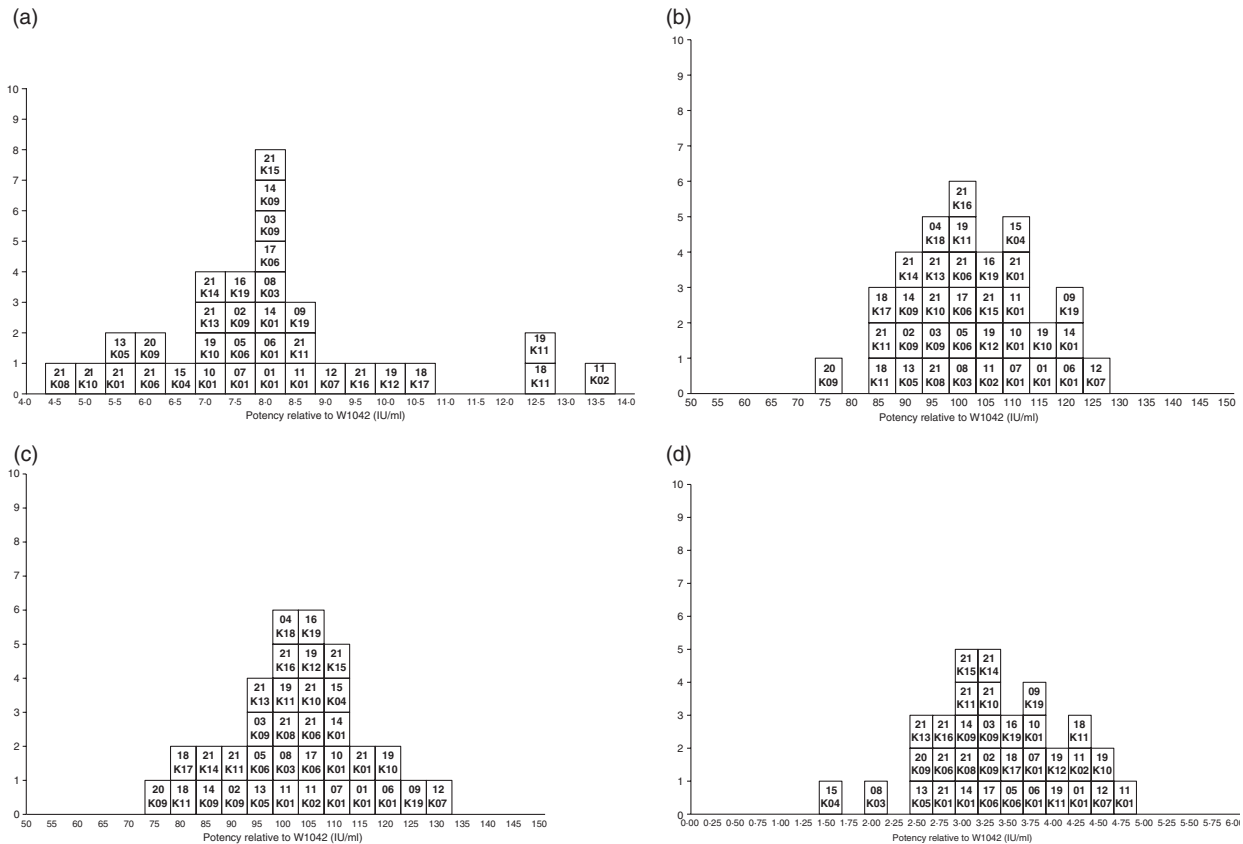 (a)
10
9
8
21
K15
7
14
K09
6
03
K09
5
17
K06
4
21 16 08
K14 K19 K03
3
21 02 14 09
K13 K09 K01 K19
2
13 20 19 05 06 21 19
K05 K09 K10 K06 K01 K11 K11
1
21 21 21 21 15 10 07 01 11 12 21 19 18 18 11
K08 K10 K01 K06 K04 K01 K01 K01 K01 K07 K16 K12 K17 K11 K02
0
4·0 4·5 5·0 5·5 6·0 6·5 7·0 7·5 8·0 8·5 9·0 9·5 10·0 10·5 11·0 11·5 12·0 12·5 13·0 13·5 14·0
Potency relative to W1042 (IU/ml)
(b)
10
9
8
7
6
21
K16
5
04 19 15
K18 K11 K04
4
21 21 21 16 21
K14 K13 K06 K19 K01
3
18 14 21 17 21 11 09
K17 K09 K10 K06 K15 K01 K19
2
21 02 03 05 19 10 19 14
K11 K09 K09 K06 K12 K01 K10 K01
1
20 18 13 21 08 11 07 01 06 12
K09 K11 K05 K08 K03 K02 K01 K01 K01 K07
0
50 55 60 65 70 75 80 85 90 95 100 105 110 115 120 125 130 135 140 145 150
Potency relative to W1042 (IU/ml)
(c)
10
9
8
7
6
04 16
K18 K19
5
21 19 21
K16 K12 K15
4
21 19 21 15
K13 K11 K10 K04
3
03 21 21 14
K09 K08 K06 K01
2
18 21 21 05 08 17 10 21 19
K17 K14 K11 K06 K03 K06 K01 K01 K10
1
20 18 14 02 13 11 11 07 01 06 09 12
K09 K11 K09 K09 K05 K01 K02 K01 K01 K01 K19 K07
0
50 55 60 65 70 75 80 85 90 95 100 105 110 115 120 125 130 135 140 145 150
Potency relative to W1042 (IU/ml)
(d)
10
9
8
7
6
5
21 21
K15 K14
4
21 21 09
K11 K10 K19
3
21 21 14 03 16 10 18
K13 K16 K09 K09 K19 K01 K11
2
20 21 21 02 18 07 19 11 19
K09 K06 K08 K09 K17 K01 K12 K02 K10
1
15 08 13 21 14 17 05 06 19 01 12 11
K04 K03 K05 K01 K01 K06 K06 K01 K11 K01 K07 K01
0
0·00 0·25 0·50 0·75 1·00 1·25 1·50 1·75 2·00 2·25 2·50 2·75 3·00 3·25 3·50 3·75 4·00 4·25 4·50 4·75 5·00 5·25 5·50 5·75 6·00
Potency relative to W1042 (IU/ml)